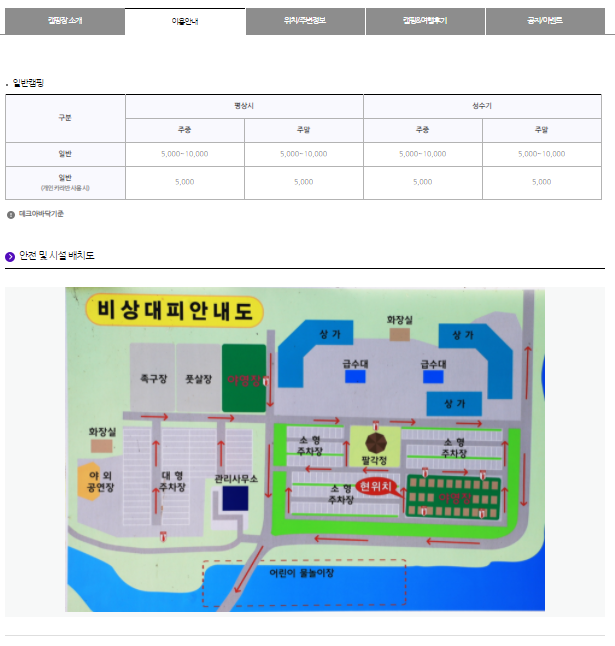 캠핑장 소개
이용안내
위치/주변정보
캠핑&여행후기
공지/이벤트
일반캠핑
구분
평상시
성수기
주중
주말
주중
주말
일반
5,000~10,000
5,000~10,000
5,000~10,000
5,000~10,000
일반
(개인 카라반 사용 시)
5,000
5,000
5,000
5,000
데크아바닥기준
안전 및 시설 배치도
비상대피안내도
화장실
상 가
상 가
급수대
급수대
족구장
풋살장
야영장
상 가
화장실
소 형
주차장
팔각정
소 형
주차장
야 외
공연장
대 형
주차장
관리사무소
소 형
주차장
현위치
야영장
어린이 물놀이장